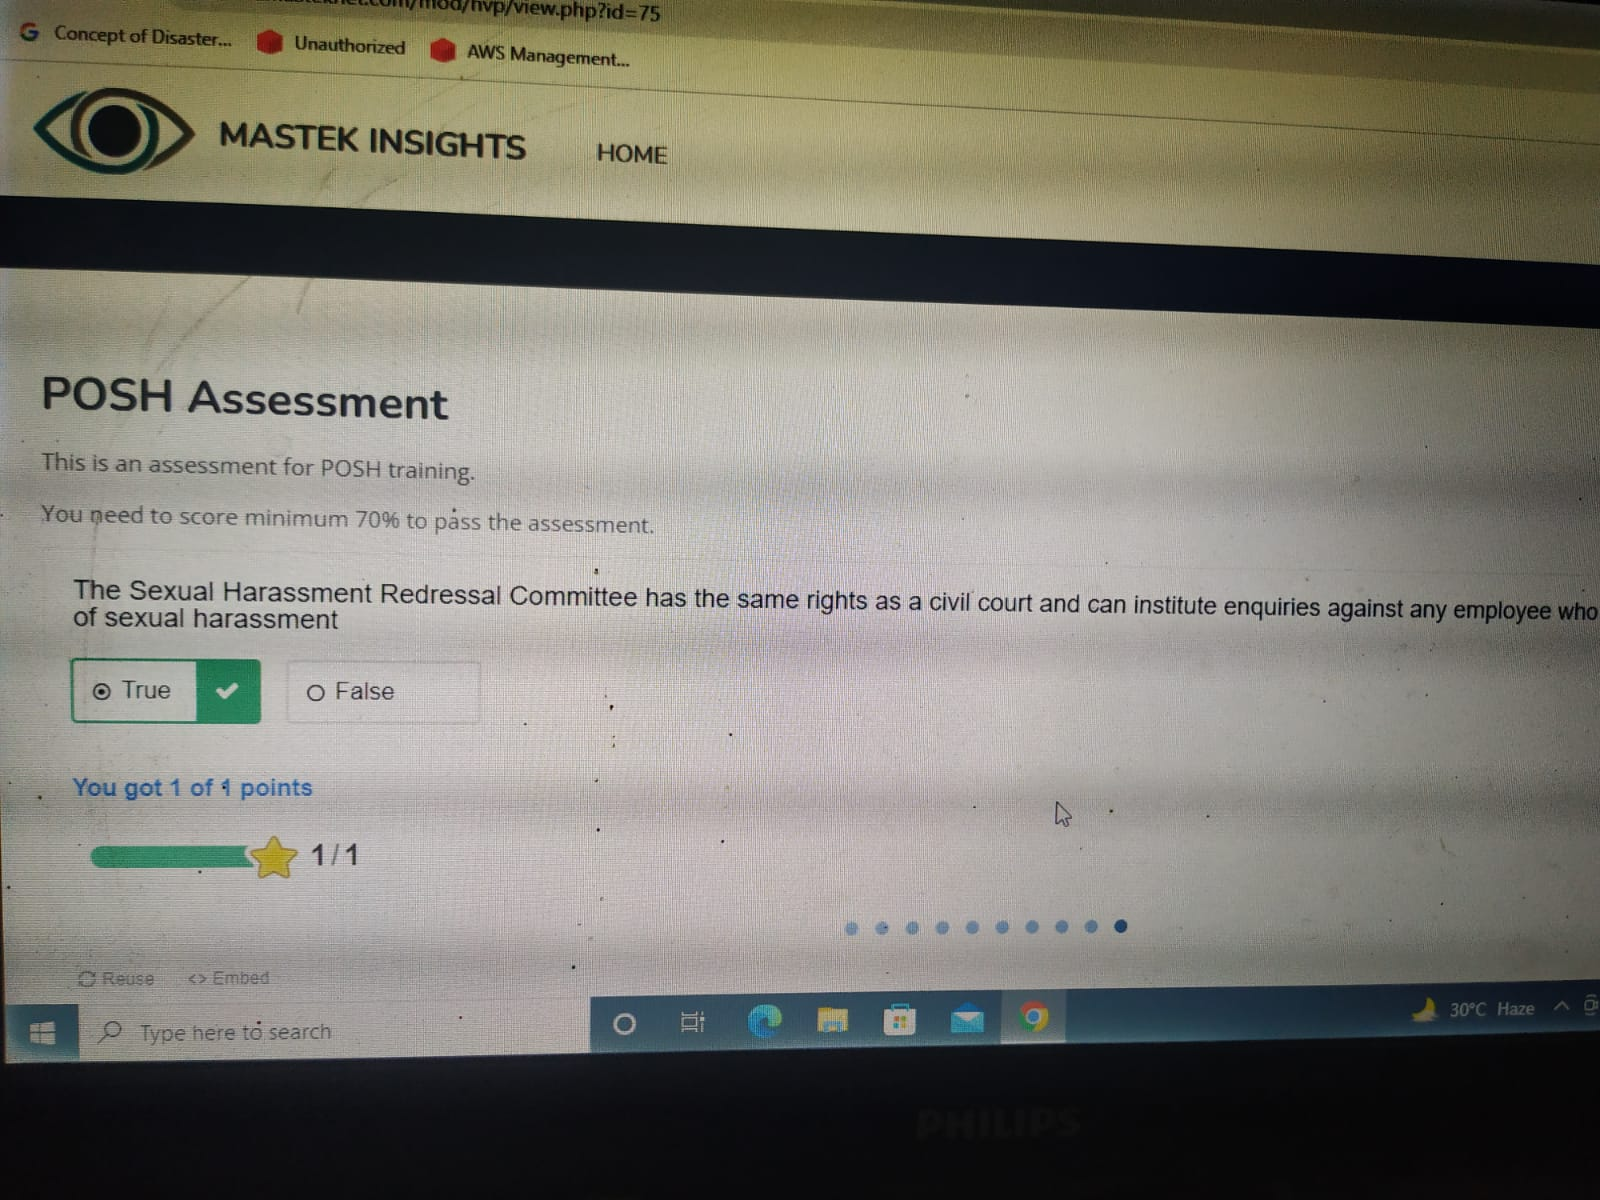 /mod/hvp/view.php?id=75
Concept of Disaster... Unauthorized AWS Management...
MASTEK INSIGHTS HOME
POSH Assessment
This is an assessment for POSH training.
You need to score minimum 70% to pass the assessment.
The Sexual Harassment Redressal Committee has the same rights as a civil court and can institute enquiries against any employee who
of sexual harassment
True False
You got 1 of 1 points
1/1
Reuse <> Embed
Type here to search 30°C Haze
PHILIPS